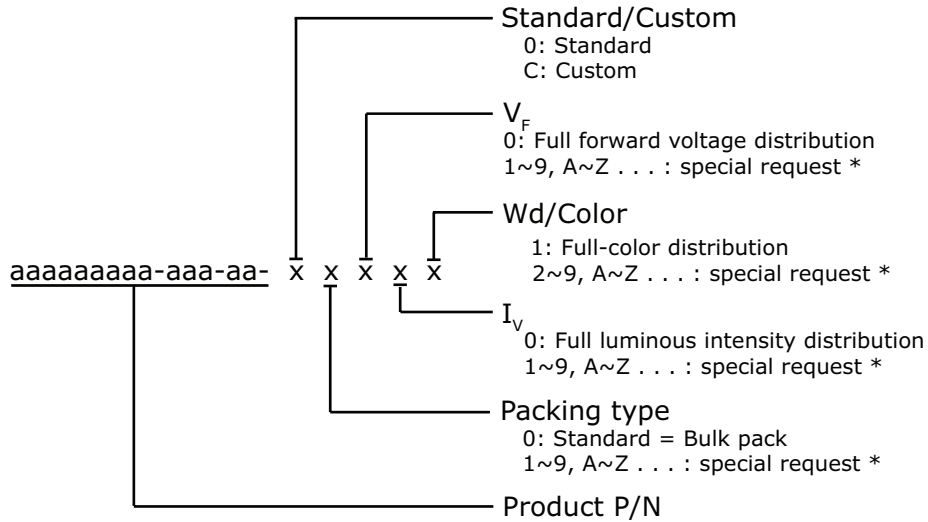 Standard/Custom
0: Standard
C: Custom
VF
0: Full forward voltage distribution
1~9, A~Z . . . : special request *
Wd/Color
1: Full-color distribution
2~9, A~Z . . . : special request *
aaaaaaaaa-aaa-aa- x x x x x
IV
0: Full luminous intensity distribution
1~9, A~Z . . . : special request *
Packing type
0: Standard = Bulk pack
1~9, A~Z . . . : special request *
Product P/N